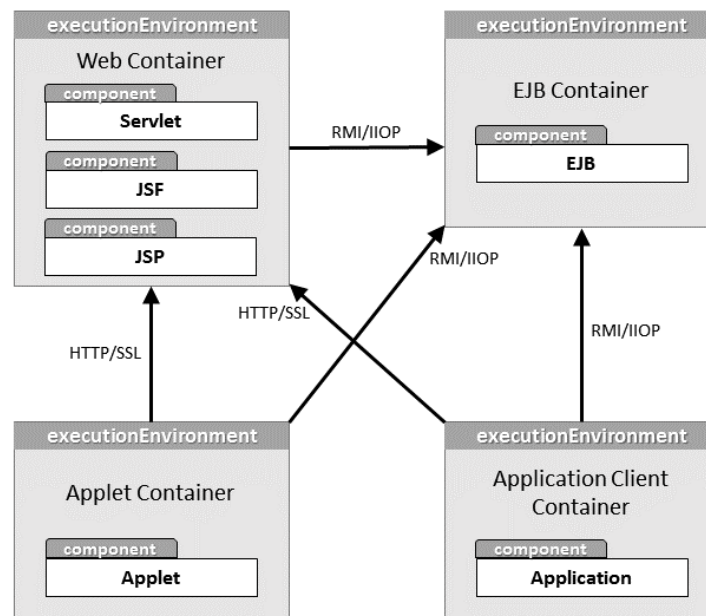 executionEnvironment
Web Container
component
Servlet
component
JSF
component
JSP
executionEnvironment
EJB Container
component
EJB
RMI/IIOP
RMI/IIOP
HTTP/SSL
HTTP/SSL
RMI/IIOP
executionEnvironment
Applet Container
component
Applet
executionEnvironment
Application Client
Container
component
Application